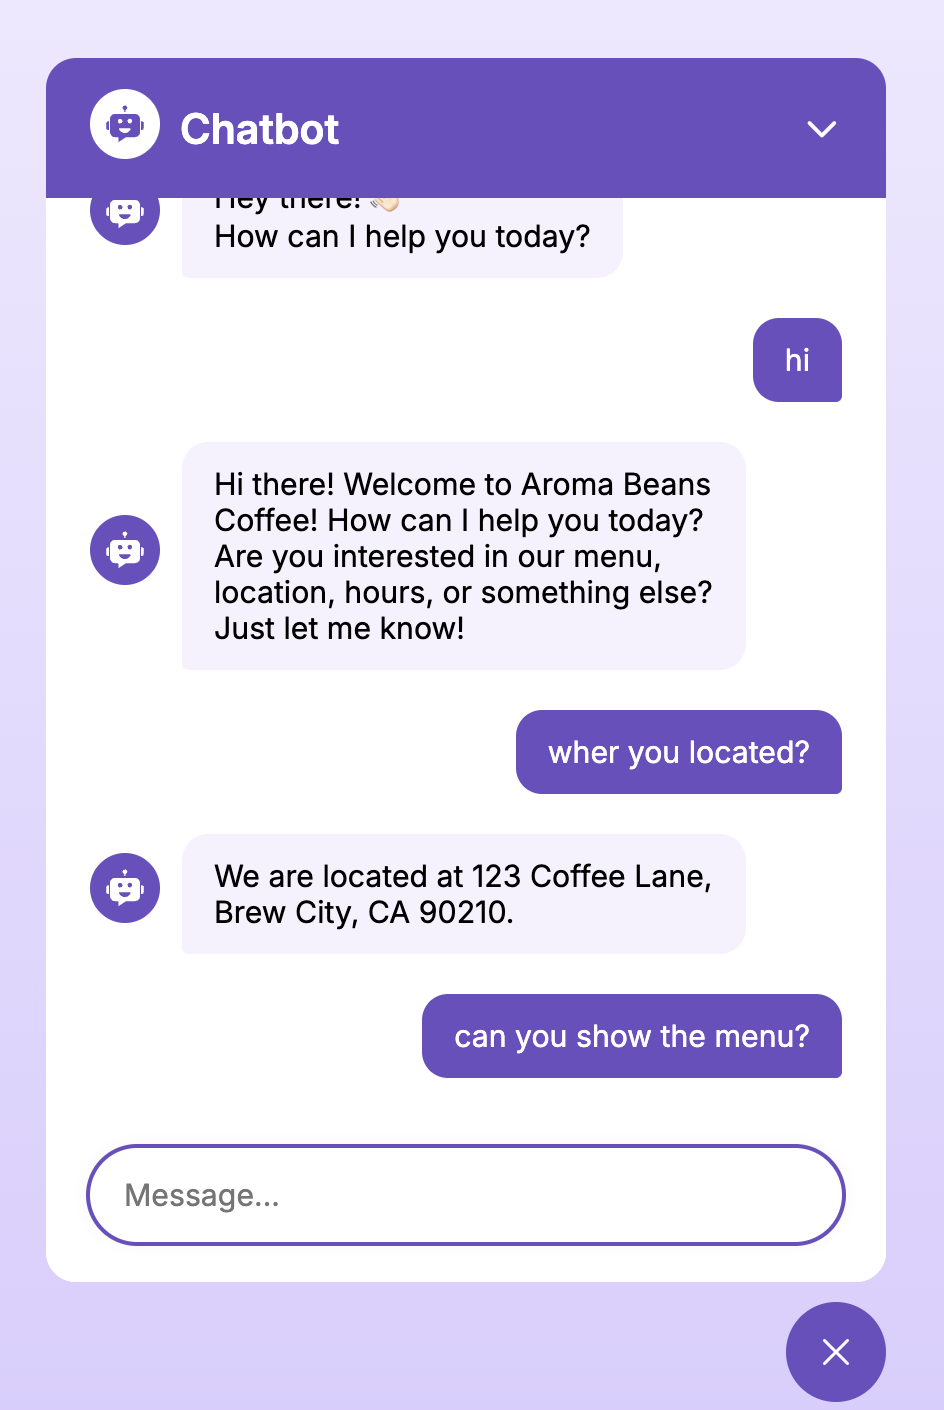 Chatbot
Hey there! 👋🏻
How can I help you today?
hi
Hi there! Welcome to Aroma Beans
Coffee! How can I help you today?
Are you interested in our menu,
location, hours, or something else?
Just let me know!
wher you located?
We are located at 123 Coffee Lane,
Brew City, CA 90210.
can you show the menu?
Message...